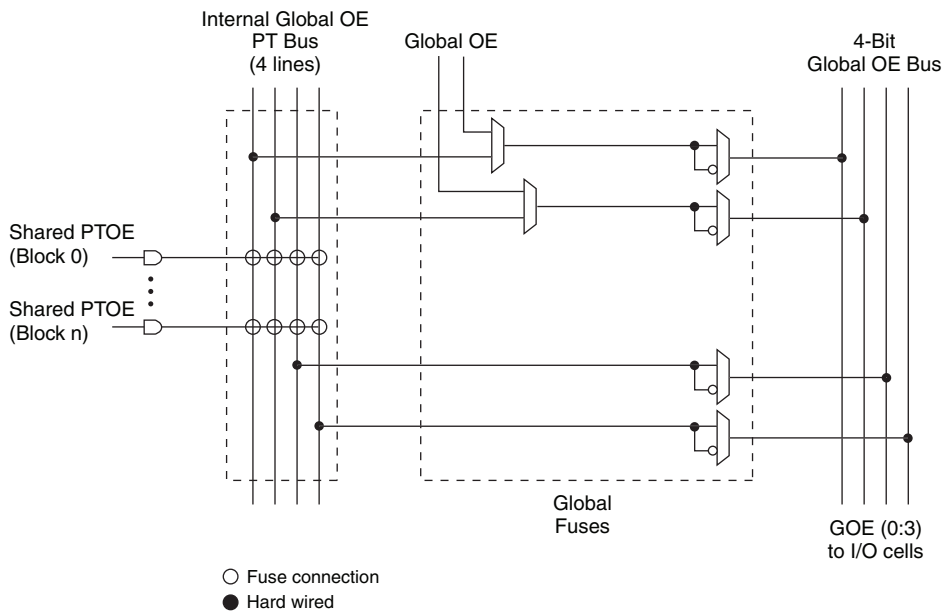 Internal Global OE
PT Bus
(4 lines)
Global OE
4-Bit
Global OE Bus
Shared PTOE
(Block 0)
Shared PTOE
(Block n)
Global
Fuses
GOE (0:3)
to I/O cells
Fuse connection
Hard wired